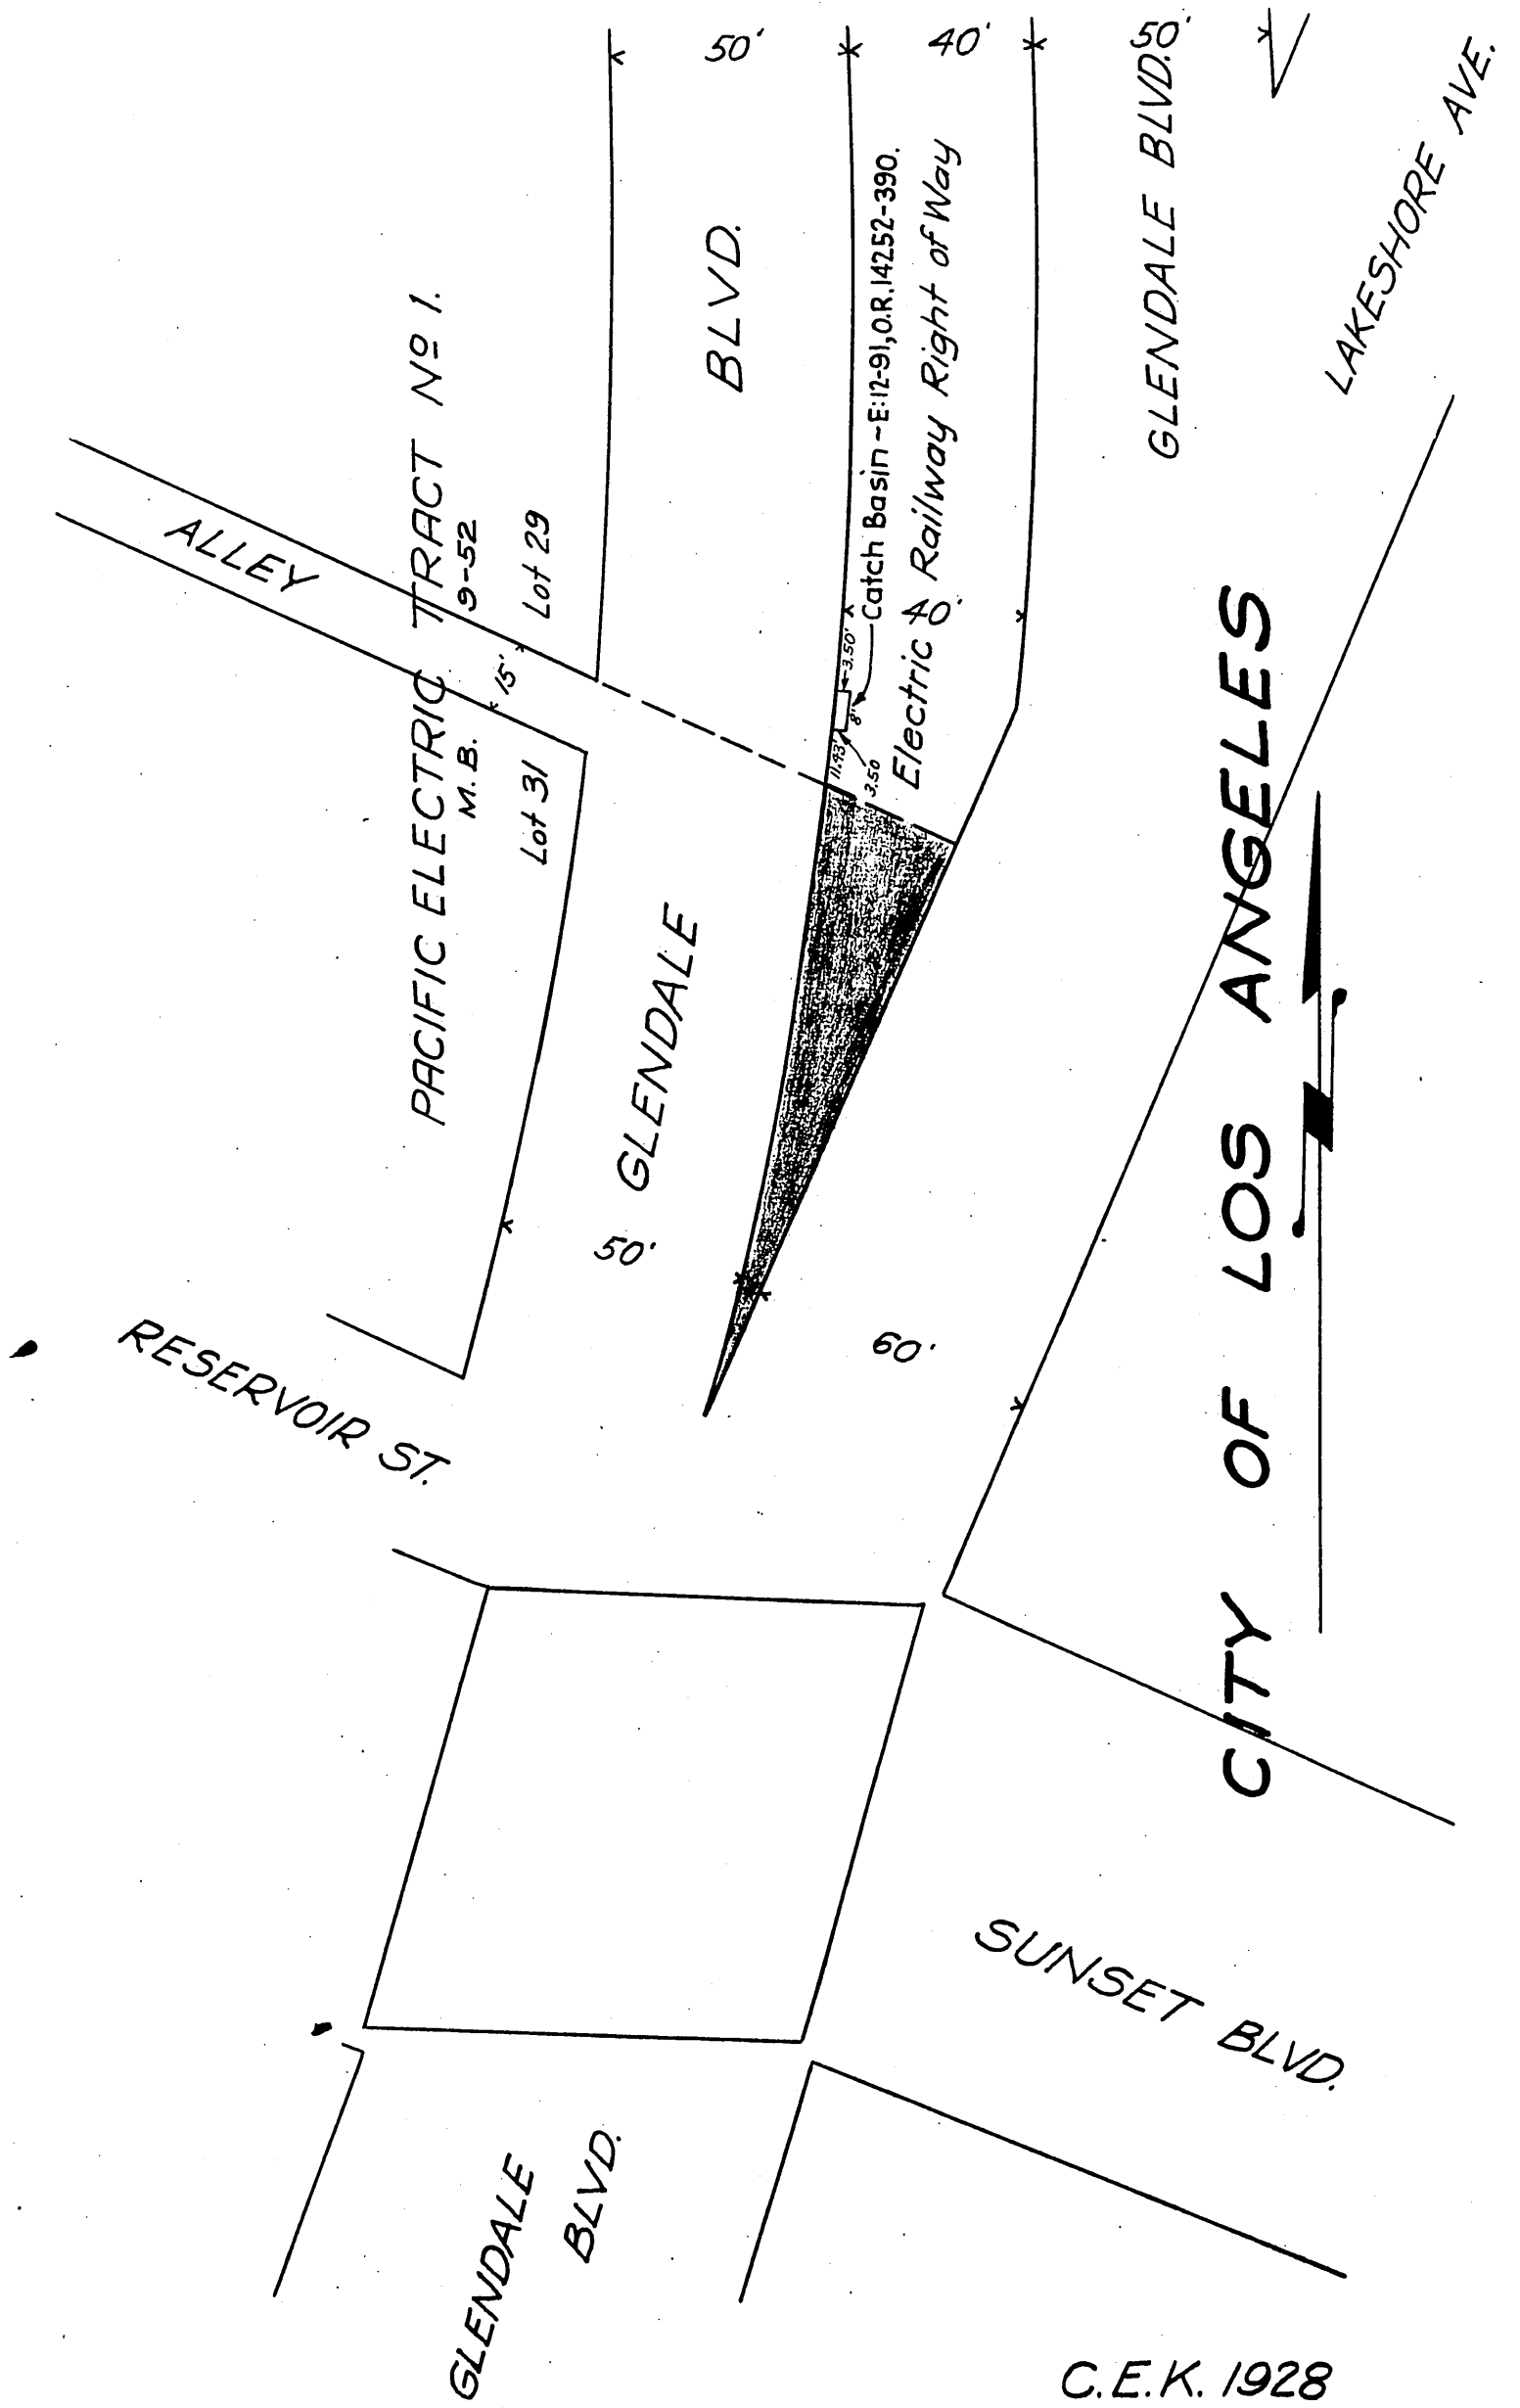 50'
40'
50'
GLENDALE BLVD.
LAKESHORE AVE.
BLVD.
Catch Basin~E:12-91,O.R.14252-390.
Electric Railway Right of Way
40'
PACIFIC ELECTRIC TRACT Nº 1.
M.B. 9-52
ALLEY
15'
Lot 29
Lot 31
3.50'
8'
11.43'
3.50
GLENDALE
50'
60'
RESERVOIR ST.
CITY OF LOS ANGELES
SUNSET BLVD.
GLENDALE
BLVD.
C.E.K. 1928